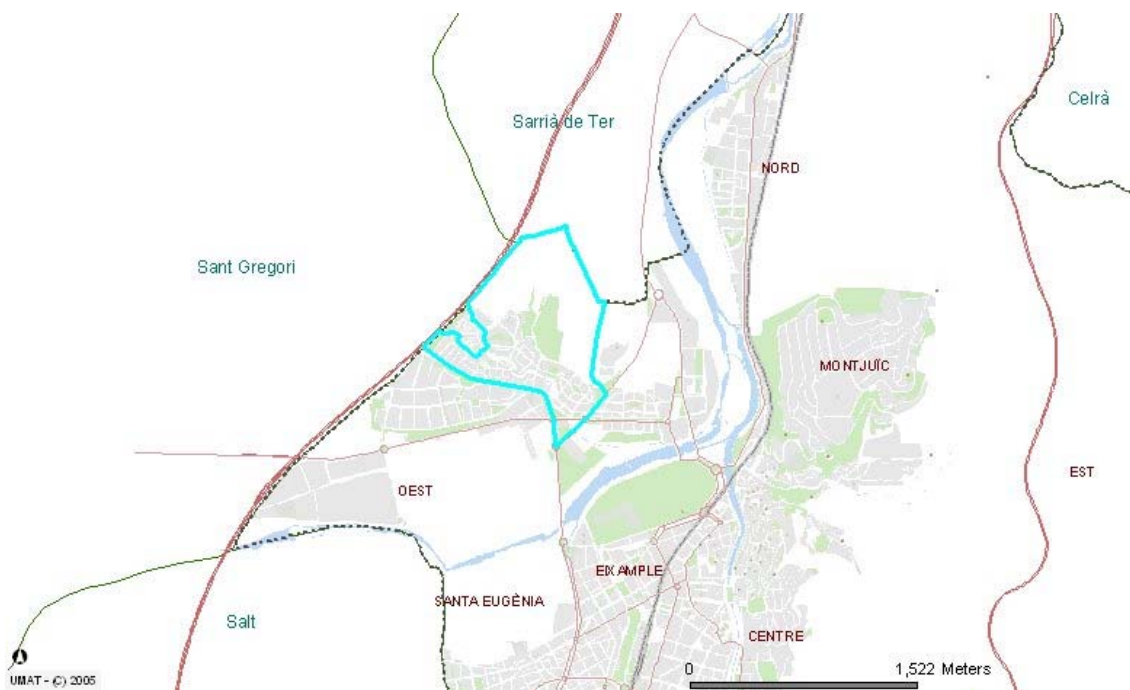 Celrà
Sarrià de Ter
NORD
Sant Gregori
MONTJUÏC
EST
OEST
EIXAMPLE
SANTA EUGÈNIA
Salt
CENTRE
0 1,522 Meters
UMAT - (C) 2005